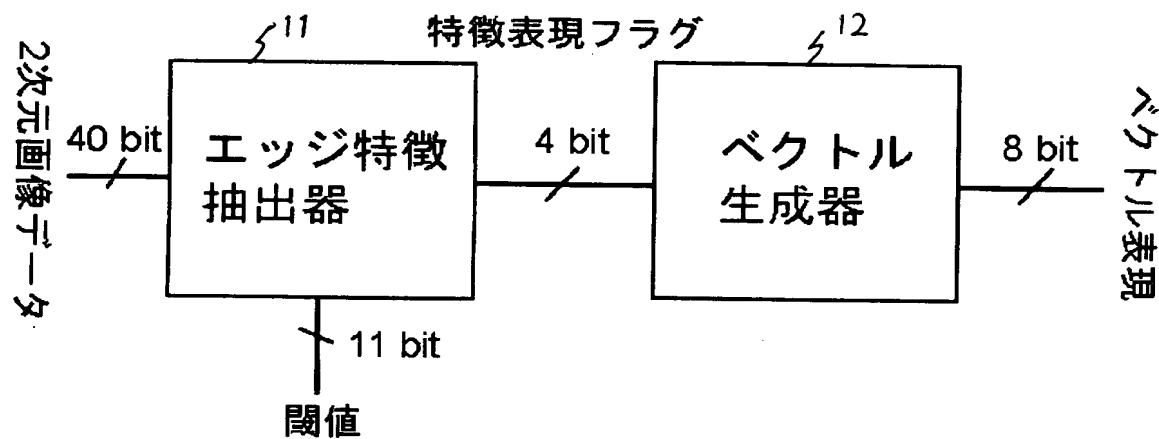 2次元画像データ
40 bit
11
エッジ特徴
抽出器
11 bit
閾値
特徴表現フラグ
4 bit
12
ベクトル
生成器
8 bit
ベクトル表現